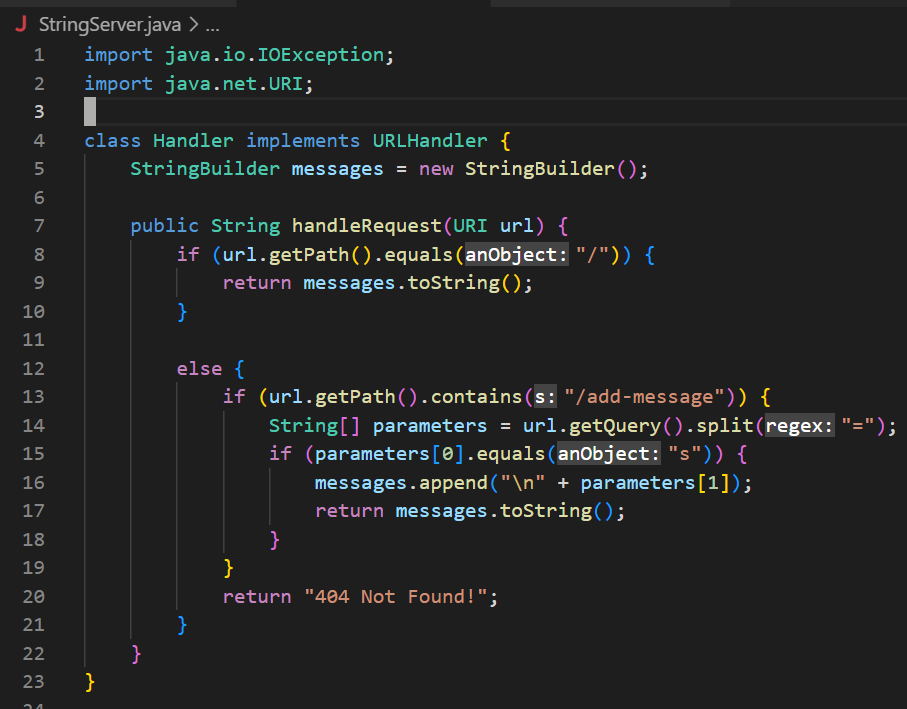 J StringServer.java > ...
1 import java.io.IOException;
2 import java.net.URI;
3
4 class Handler implements URLHandler {
5     StringBuilder messages = new StringBuilder();
6
7     public String handleRequest(URI url) {
8         if (url.getPath().equals(anObject: "/")) {
9             return messages.toString();
10         }
11
12         else {
13             if (url.getPath().contains(s: "/add-message")) {
14                 String[] parameters = url.getQuery().split(regex: "=");
15                 if (parameters[0].equals(anObject: "s")) {
16                     messages.append("\n" + parameters[1]);
17                     return messages.toString();
18                 }
19             }
20             return "404 Not Found!";
21         }
22     }
23 }
24